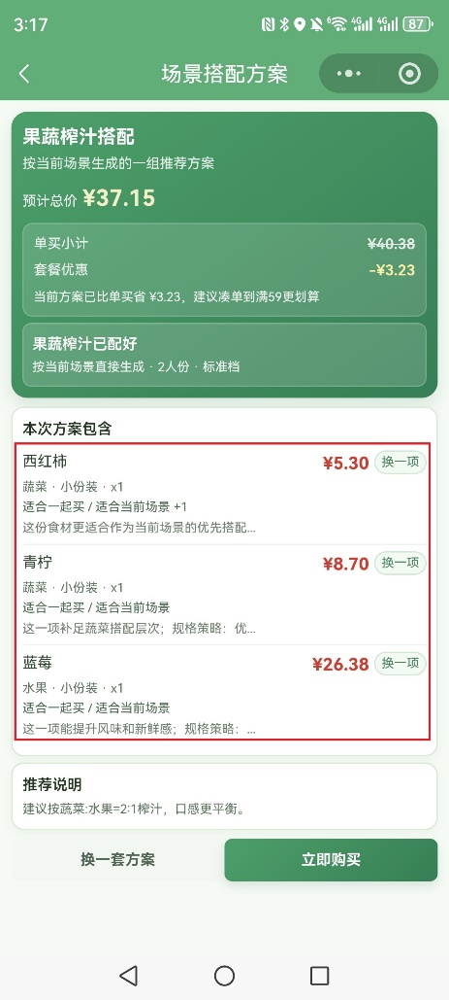 3:17
6 4G 4G 87
场景搭配方案
果蔬榨汁搭配
按当前场景生成的一组推荐方案
预计总价 ¥37.15
单买小计 ¥40.38
套餐优惠 -¥3.23
当前方案已比单买省 ¥3.23，建议凑单到满59更划算
果蔬榨汁已配好
按当前场景直接生成 · 2人份 · 标准档
本次方案包含
西红柿 ¥5.30 换一项
蔬菜 · 小份装 · x1
适合一起买 / 适合当前场景 +1
这份食材更适合作为当前场景的优先搭配...
青柠 ¥8.70 换一项
蔬菜 · 小份装 · x1
适合一起买 / 适合当前场景
这一项补足蔬菜搭配层次；规格策略：优...
蓝莓 ¥26.38 换一项
水果 · 小份装 · x1
适合一起买 / 适合当前场景
这一项能提升风味和新鲜感；规格策略：...
推荐说明
建议按蔬菜:水果=2:1榨汁，口感更平衡。
换一套方案 立即购买